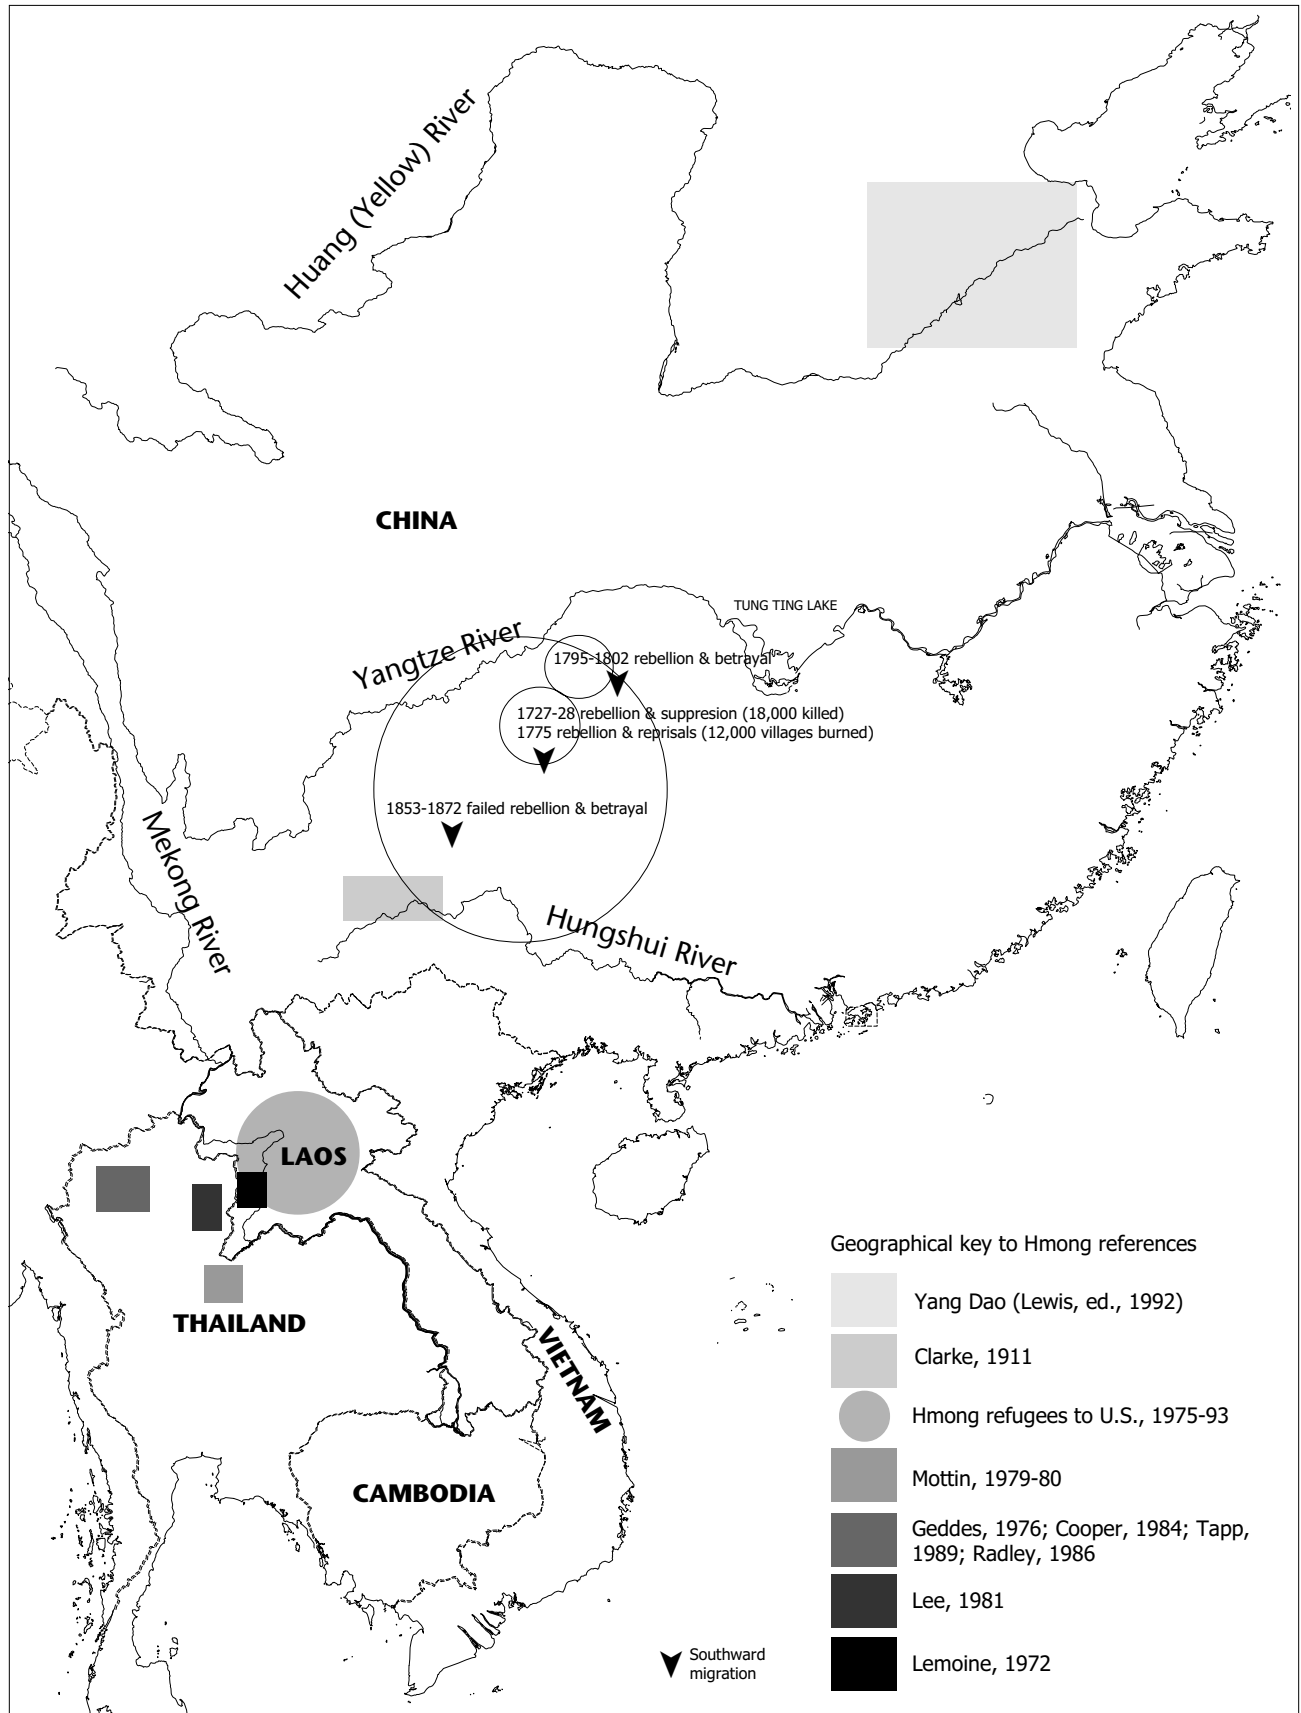 Huang (Yellow) River
CHINA
TUNG TING LAKE
Yangtze River
1795-1802 rebellion & betrayal
1727-28 rebellion & suppresion (18,000 killed)
1775 rebellion & reprisals (12,000 villages burned)
1853-1872 failed rebellion & betrayal
Mekong River
Hungshui River
LAOS
THAILAND
VIETNAM
CAMBODIA
Geographical key to Hmong references
Yang Dao (Lewis, ed., 1992)
Clarke, 1911
Hmong refugees to U.S., 1975-93
Mottin, 1979-80
Geddes, 1976; Cooper, 1984; Tapp,
1989; Radley, 1986
Lee, 1981
Lemoine, 1972
Southward
migration